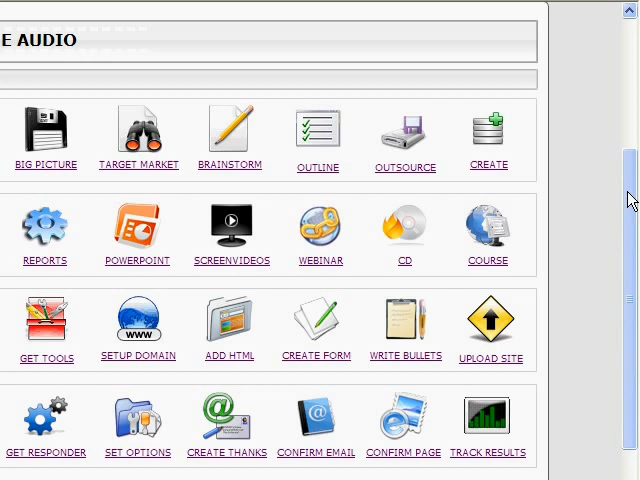 E AUDIO
BIG PICTURE TARGET MARKET BRAINSTORM OUTLINE OUTSOURCE CREATE
REPORTS POWERPOINT SCREENVIDEOS WEBINAR CD COURSE
WWW
GET TOOLS SETUP DOMAIN ADD HTML CREATE FORM WRITE BULLETS UPLOAD SITE
GET RESPONDER SET OPTIONS CREATE THANKS CONFIRM EMAIL CONFIRM PAGE TRACK RESULTS